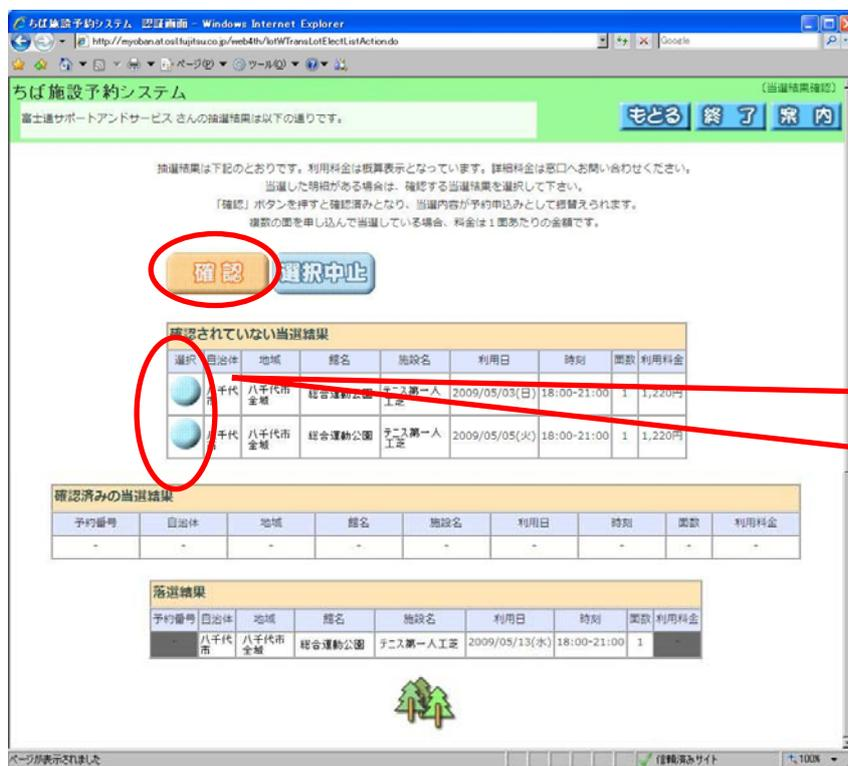 ちば施設予約システム 認証画面 - Windows Internet Explorer
http://myoban.at.osl.fujitsu.co.jp/web4th/lotWTransLotElectListAction.do
Google
ページ(P) ツール(O)
ちば施設予約システム
(当選結果確認)
富士通サポートアンドサービス さんの抽選結果は以下の通りです。
もどる 終了 案内
抽選結果は下記のとおりです。利用料金は概算表示となっています。詳細料金は窓口へお問い合わせください。
当選した明細がある場合は、確認する当選結果を選択して下さい。
「確認」ボタンを押すと確認済みとなり、当選内容が予約申込みとして振替えられます。
複数の面を申し込んで当選している場合、料金は1面あたりの金額です。
確認 選択中止
確認されていない当選結果
選択 自治体 地域 館名 施設名 利用日 時刻 面数 利用料金
八千代市 八千代市全域 総合運動公園 テニス第一人工芝 2009/05/03(日) 18:00-21:00 1 1,220円
八千代市 八千代市全域 総合運動公園 テニス第一人工芝 2009/05/05(火) 18:00-21:00 1 1,220円
確認済みの当選結果
予約番号 自治体 地域 館名 施設名 利用日 時刻 面数 利用料金
- - - - - - - - -
落選結果
予約番号 自治体 地域 館名 施設名 利用日 時刻 面数 利用料金
- 八千代市 八千代市全域 総合運動公園 テニス第一人工芝 2009/05/13(水) 18:00-21:00 1 -
ページが表示されました
信頼済みサイト
100%